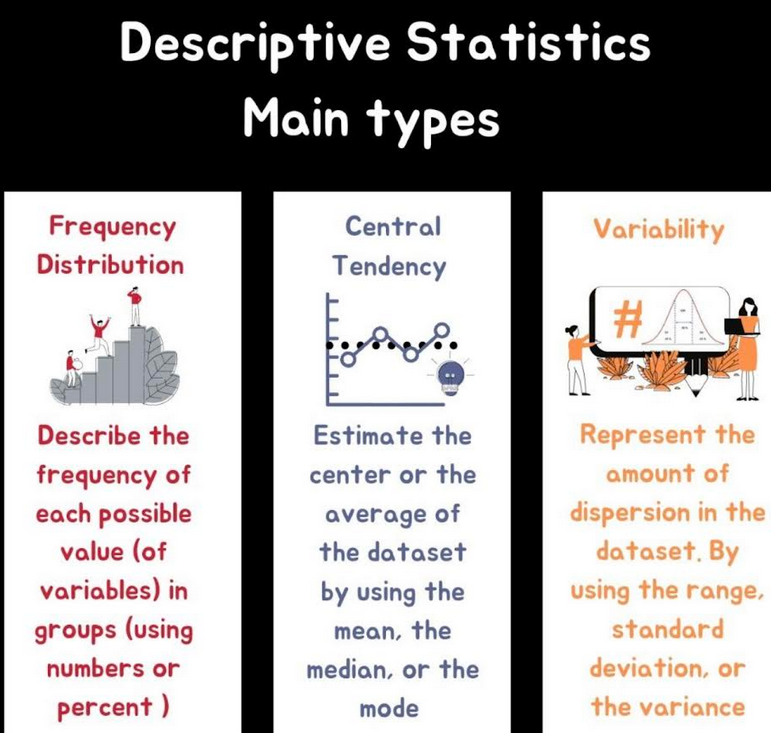 Descriptive Statistics
Main types
Frequency
Distribution
Describe the
frequency of
each possible
value (of
variables) in
groups (using
numbers or
percent )
Central
Tendency
Estimate the
center or the
average of
the dataset
by using the
mean, the
median, or the
mode
Variability
#
Represent the
amount of
dispersion in the
dataset. By
using the range,
standard
deviation, or
the variance